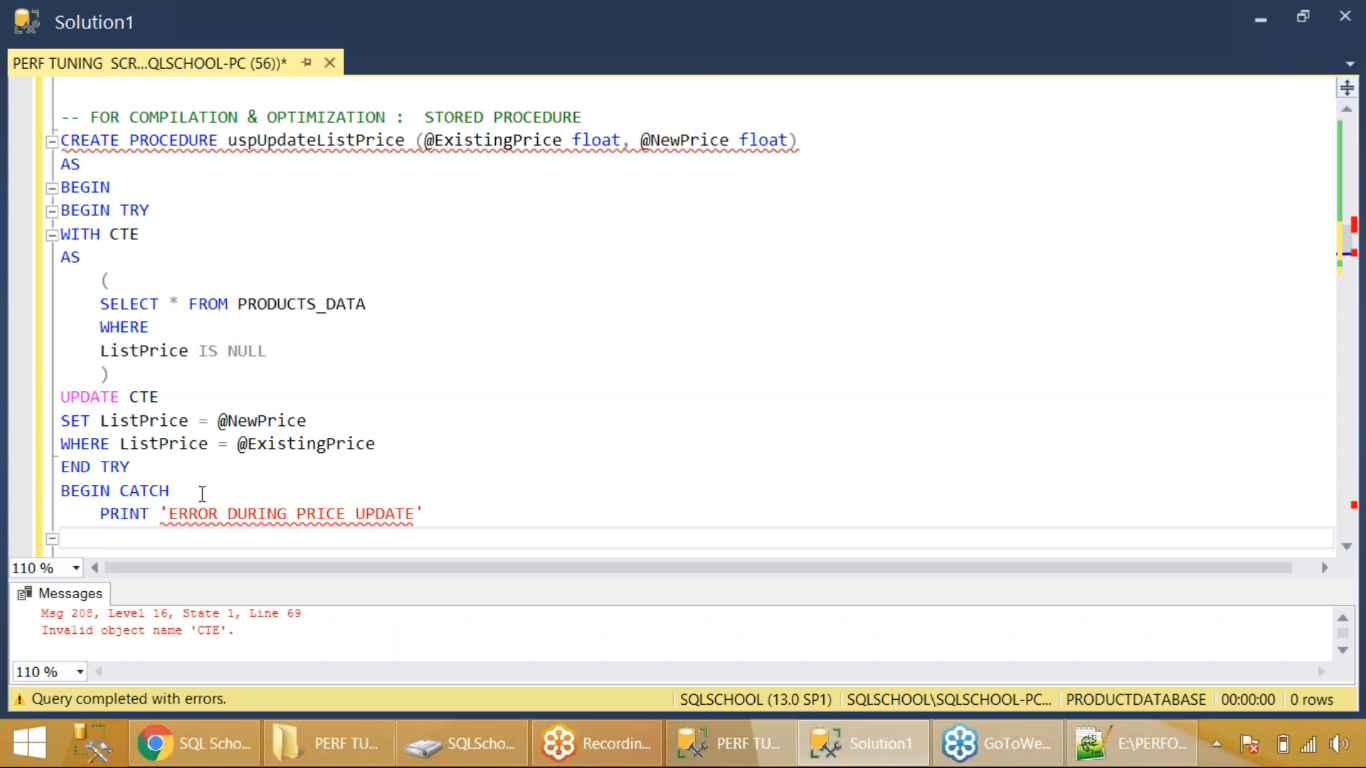 Solution1
PERF TUNING SCR...QLSCHOOL-PC (56))*
-- FOR COMPILATION & OPTIMIZATION : STORED PROCEDURE
CREATE PROCEDURE uspUpdateListPrice (@ExistingPrice float, @NewPrice float)
AS
BEGIN
BEGIN TRY
WITH CTE
AS
(
SELECT * FROM PRODUCTS_DATA
WHERE
ListPrice IS NULL
)
UPDATE CTE
SET ListPrice = @NewPrice
WHERE ListPrice = @ExistingPrice
END TRY
BEGIN CATCH
PRINT 'ERROR DURING PRICE UPDATE'
110 %
Messages
Msg 208, Level 16, State 1, Line 69
Invalid object name 'CTE'.
110 %
Query completed with errors. SQLSCHOOL (13.0 SP1) SQLSCHOOL\SQLSCHOOL-PC... PRODUCTDATABASE 00:00:00 0 rows
SQL Scho... PERF TU... SQLScho... Recordin... PERF TU... Solution1 GoToWe... E:\PERFO...